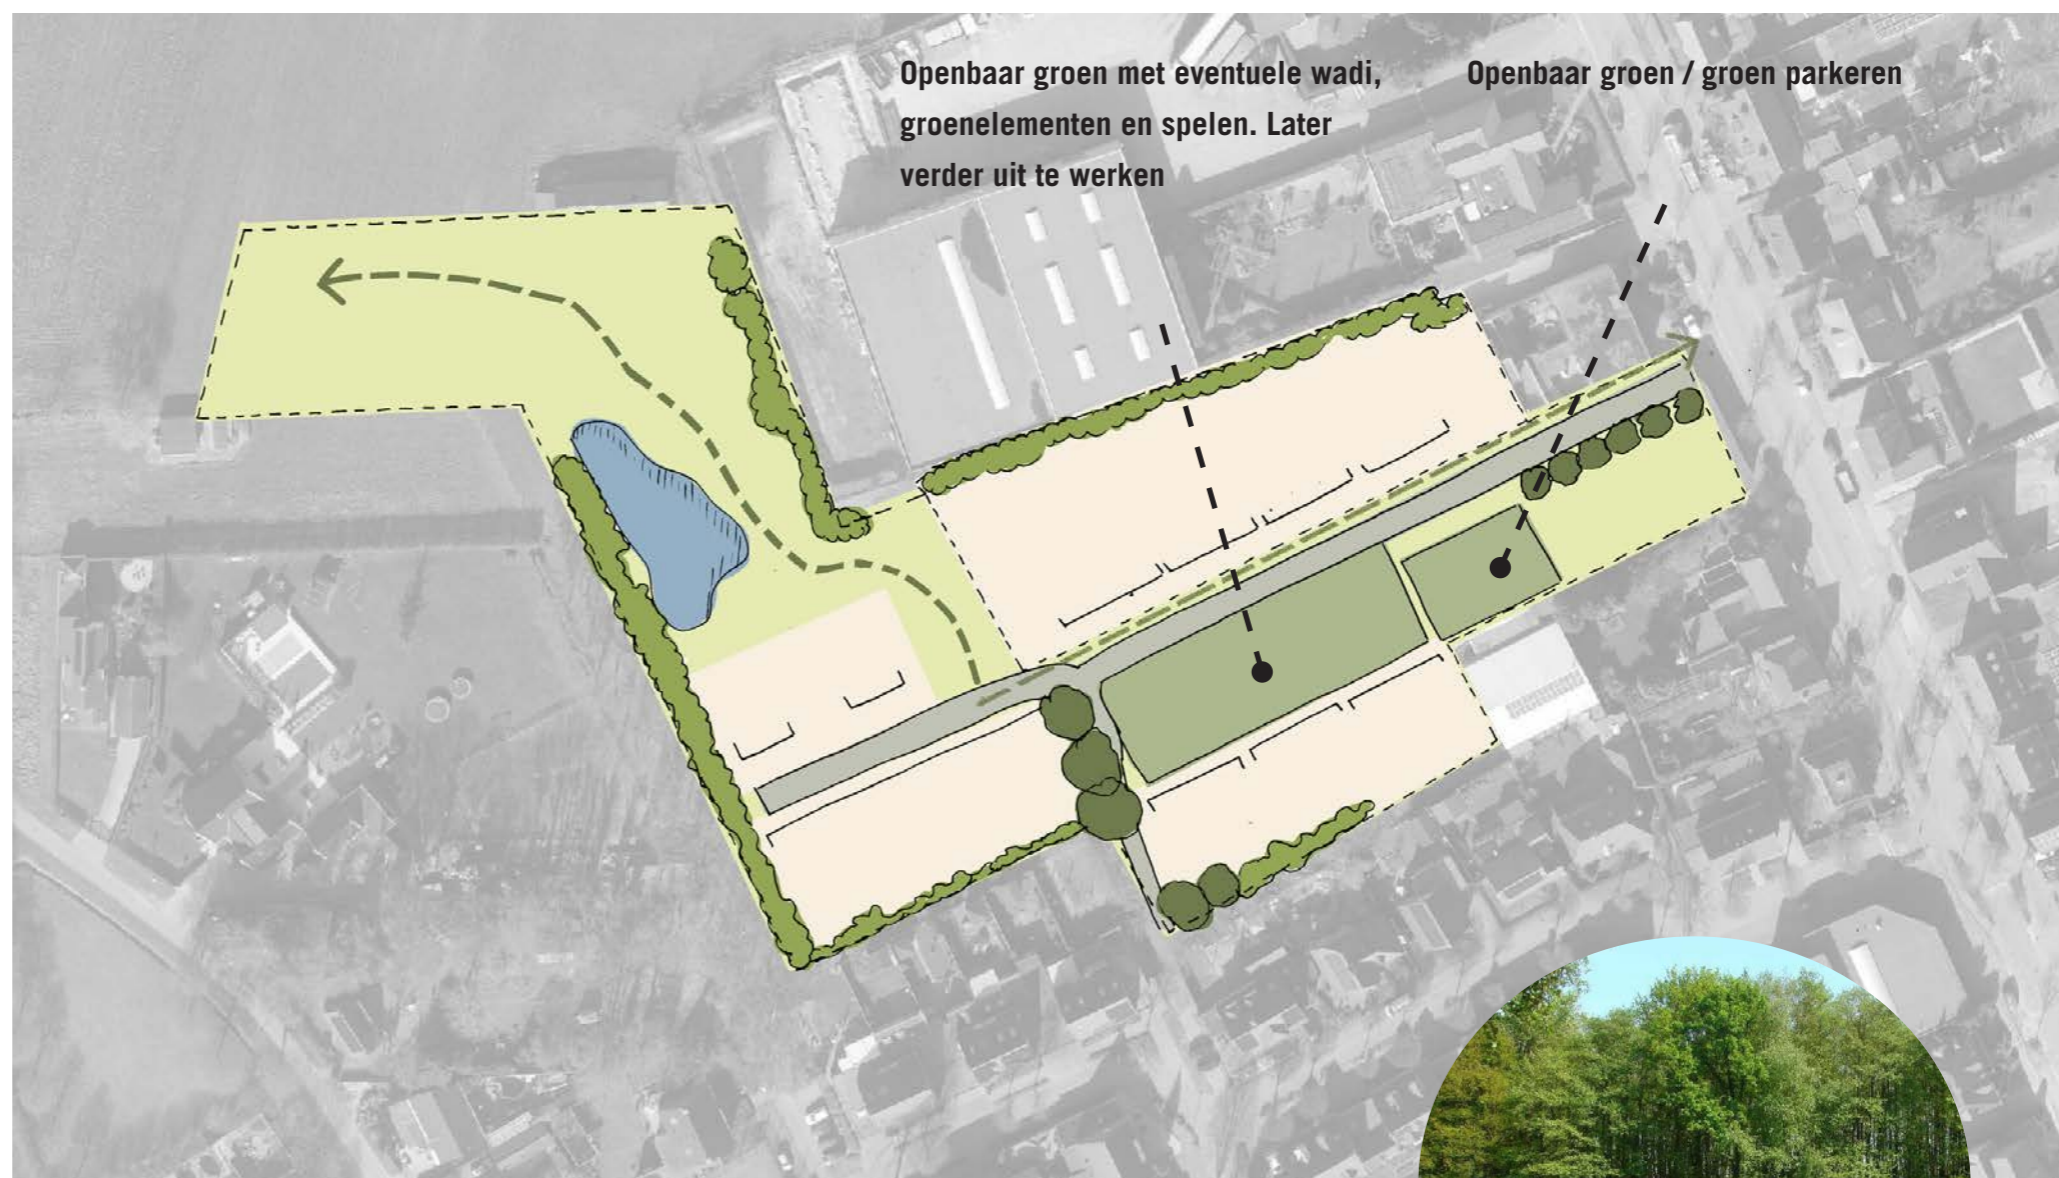 Openbaar groen met eventuele wadi,
groenelementen en spelen. Later
verder uit te werken
Openbaar groen / groen parkeren